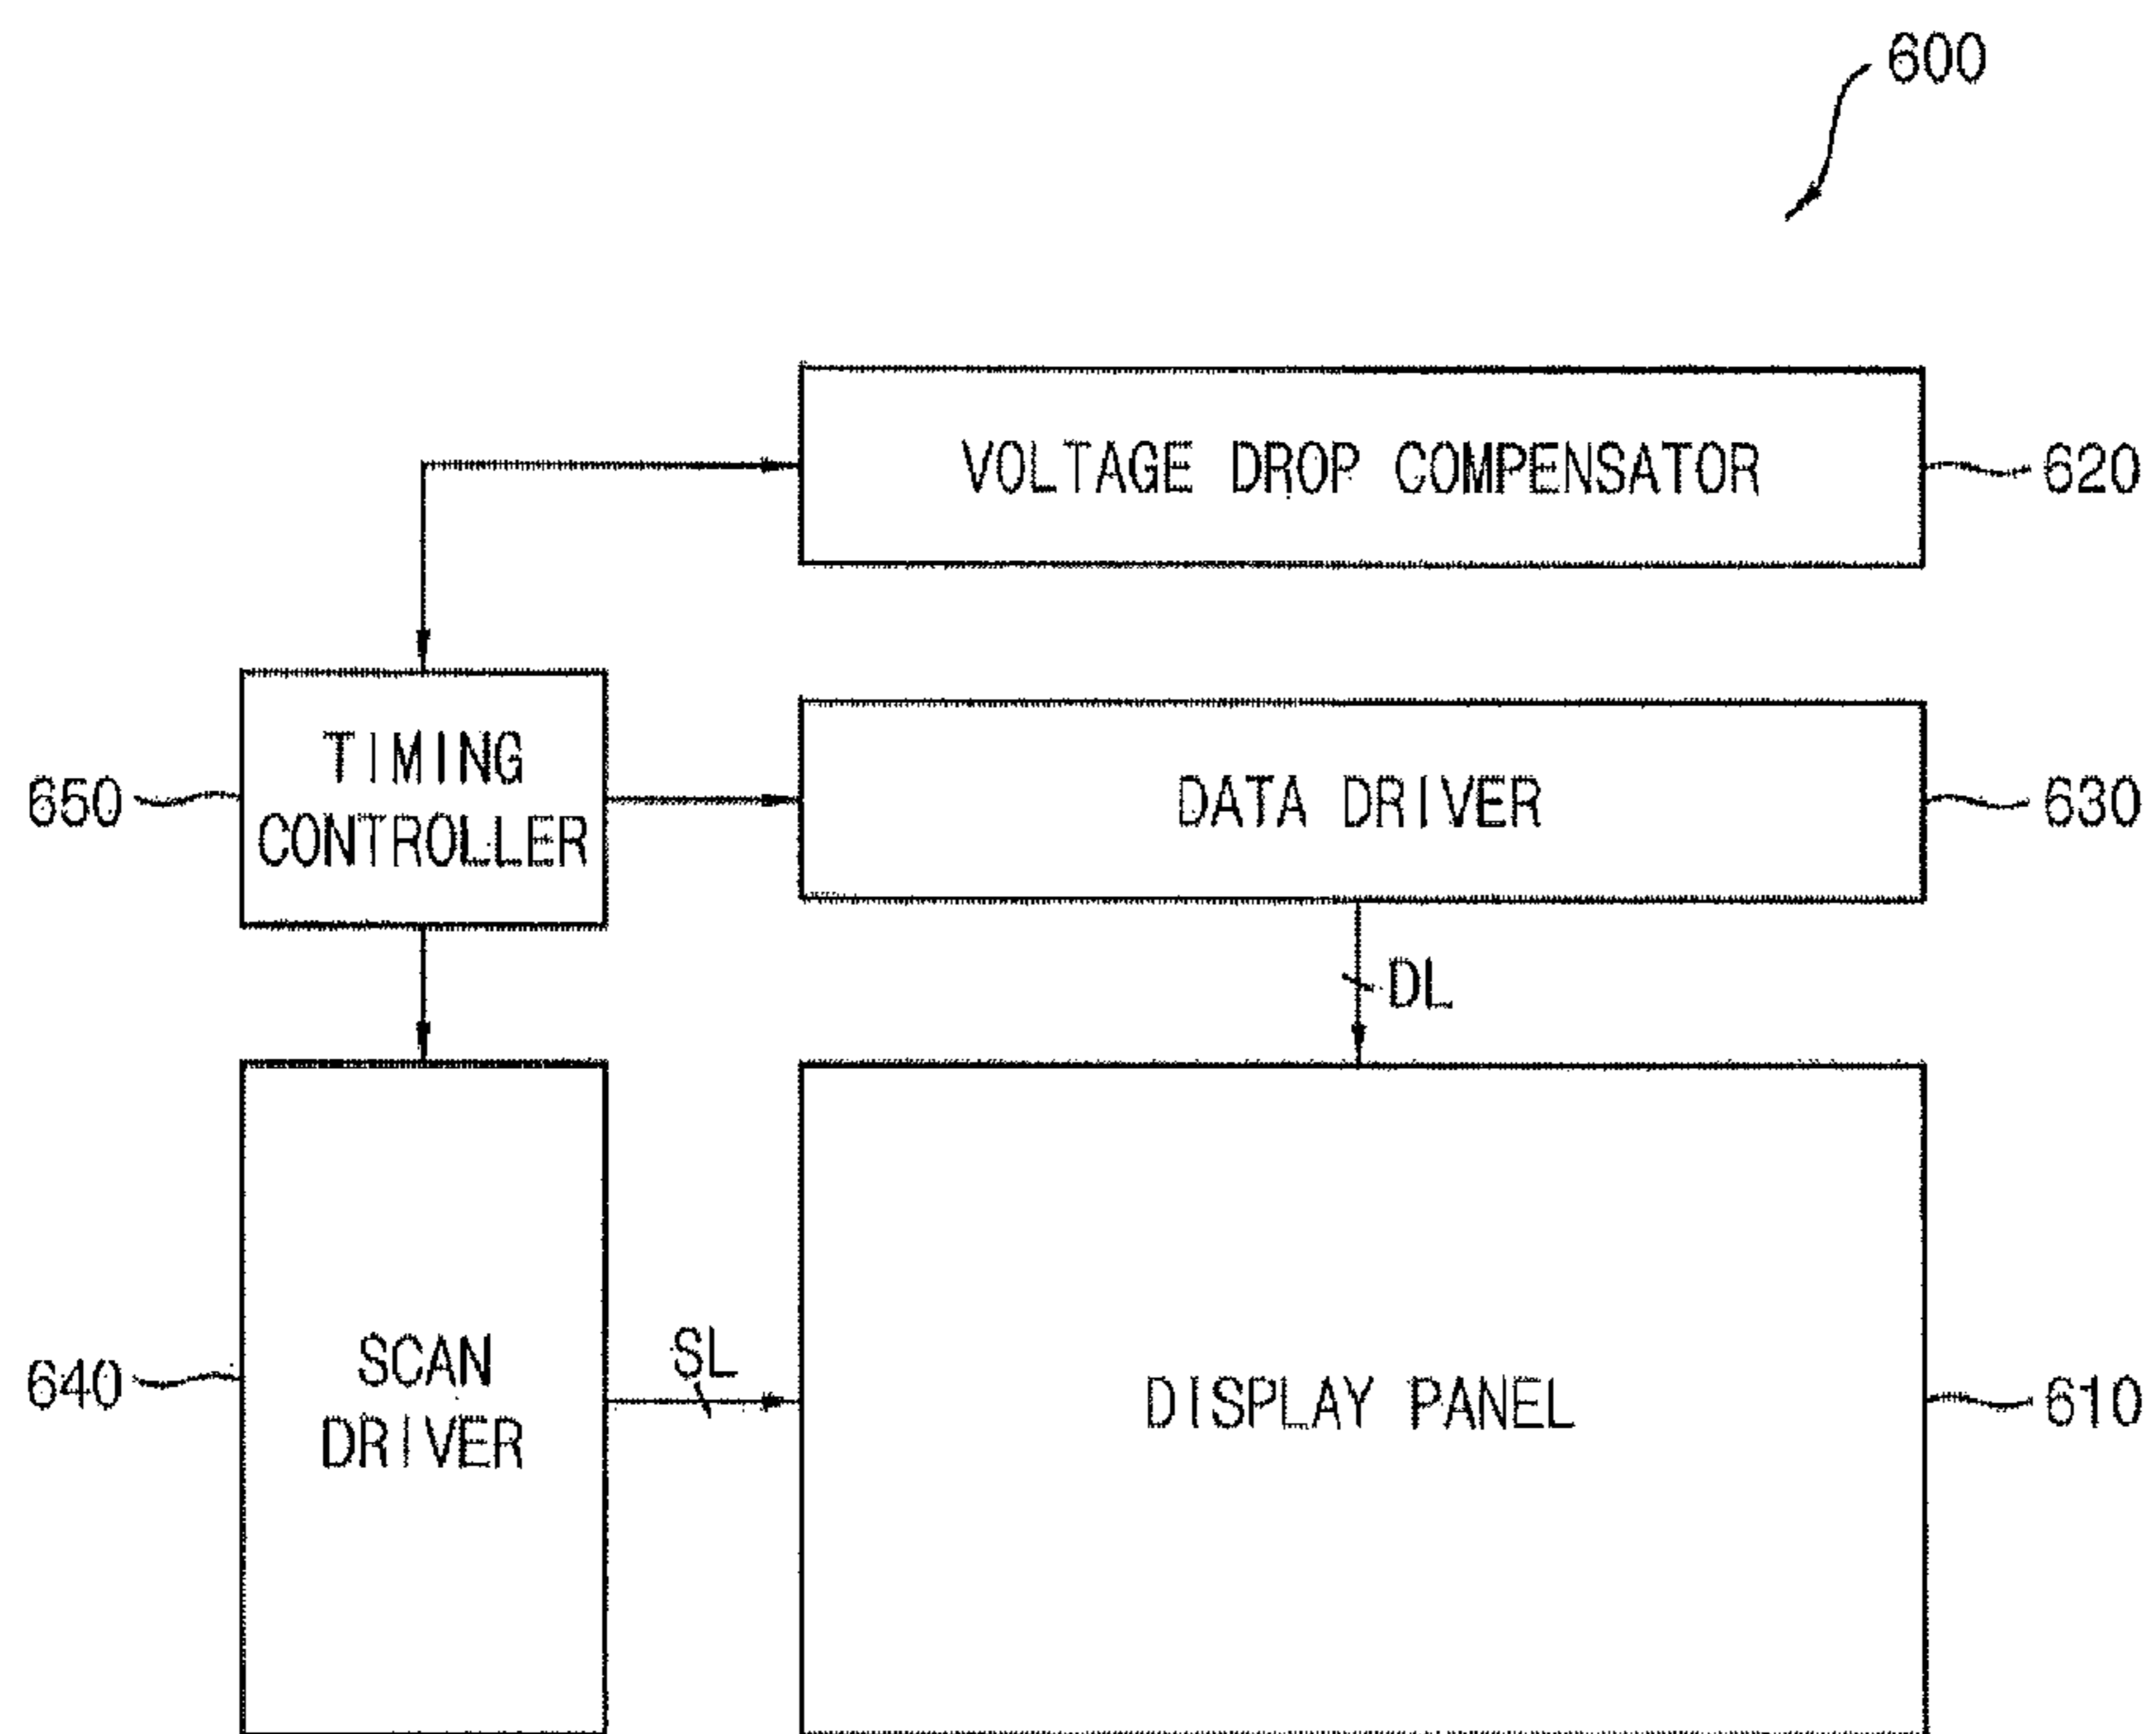 600
VOLTAGE DROP COMPENSATOR
620
TIMING
CONTROLLER
650
DATA DRIVER
630
DL
SCAN
DRIVER
640
SL
DISPLAY PANEL
610